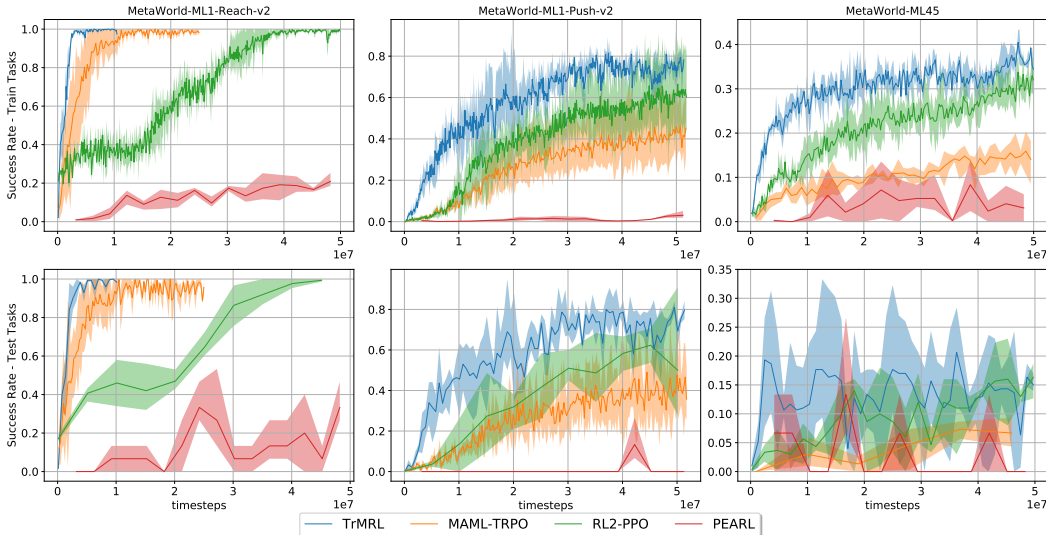 MetaWorld-ML1-Reach-v2
MetaWorld-ML1-Push-v2
MetaWorld-ML45
Success Rate - Train Tasks
1.0
0.8
0.6
0.4
0.2
0.0
0 1 2 3 4 5
1e7
0.8
0.6
0.4
0.2
0.0
0 1 2 3 4 5
1e7
0.4
0.3
0.2
0.1
0.0
0 1 2 3 4 5
1e7
Success Rate - Test Tasks
1.0
0.8
0.6
0.4
0.2
0.0
0 1 2 3 4 5
timesteps
1e7
0.8
0.6
0.4
0.2
0.0
0 1 2 3 4 5
timesteps
1e7
0.35
0.30
0.25
0.20
0.15
0.10
0.05
0.00
0 1 2 3 4 5
timesteps
1e7
TrMRL MAML-TRPO RL2-PPO PEARL